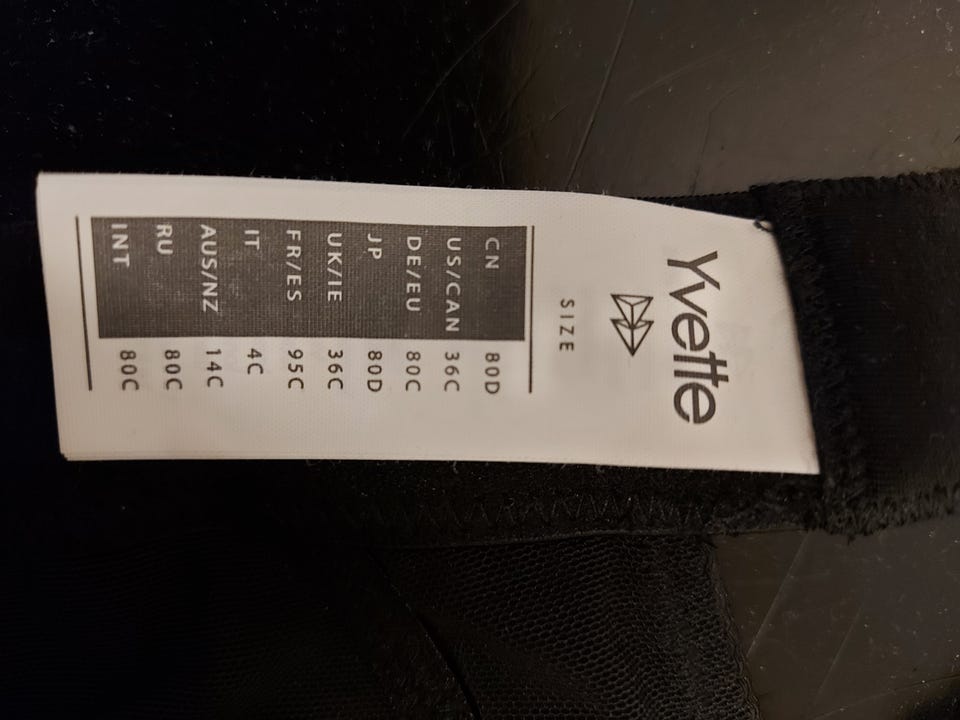 Yvette
SIZE
CN 80D
US/CAN 36C
DE/EU 80C
JP 80D
UK/IE 36C
FR/ES 95C
IT 4C
AUS/NZ 14C
RU 80C
INT 80C